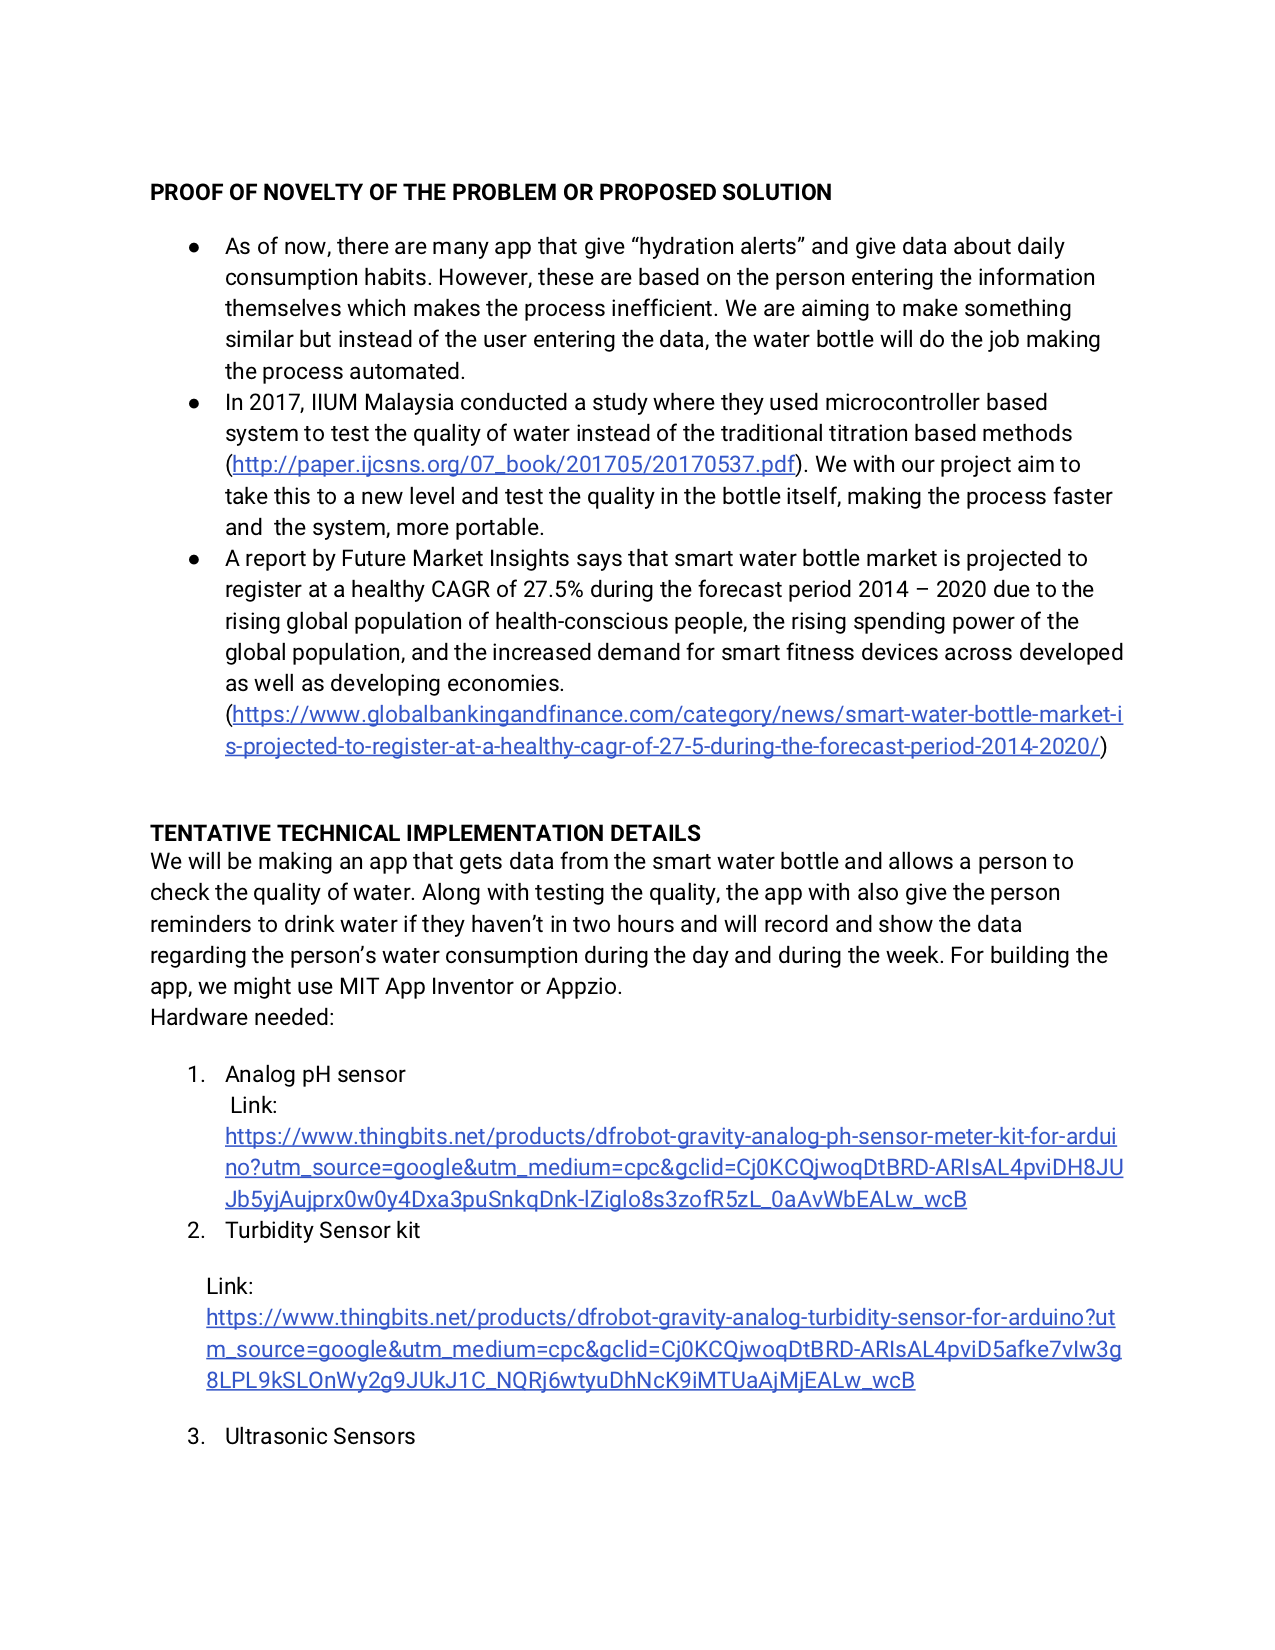 PROOF OF NOVELTY OF THE PROBLEM OR PROPOSED SOLUTION
● As of now, there are many app that give “hydration alerts” and give data about daily
consumption habits. However, these are based on the person entering the information
themselves which makes the process inefficient. We are aiming to make something
similar but instead of the user entering the data, the water bottle will do the job making
the process automated.
● In 2017, IIUM Malaysia conducted a study where they used microcontroller based
system to test the quality of water instead of the traditional titration based methods
(http://paper.ijcsns.org/07_book/201705/20170537.pdf). We with our project aim to
take this to a new level and test the quality in the bottle itself, making the process faster
and  the system, more portable.
● A report by Future Market Insights says that smart water bottle market is projected to
register at a healthy CAGR of 27.5% during the forecast period 2014 – 2020 due to the
rising global population of health-conscious people, the rising spending power of the
global population, and the increased demand for smart fitness devices across developed
as well as developing economies.
(https://www.globalbankingandfinance.com/category/news/smart-water-bottle-market-i
s-projected-to-register-at-a-healthy-cagr-of-27-5-during-the-forecast-period-2014-2020/)
TENTATIVE TECHNICAL IMPLEMENTATION DETAILS
We will be making an app that gets data from the smart water bottle and allows a person to
check the quality of water. Along with testing the quality, the app with also give the person
reminders to drink water if they haven’t in two hours and will record and show the data
regarding the person’s water consumption during the day and during the week. For building the
app, we might use MIT App Inventor or Appzio.
Hardware needed:
1. Analog pH sensor
Link:
https://www.thingbits.net/products/dfrobot-gravity-analog-ph-sensor-meter-kit-for-ardui
no?utm_source=google&utm_medium=cpc&gclid=Cj0KCQjwoqDtBRD-ARIsAL4pviDH8JU
Jb5yjAujprx0w0y4Dxa3puSnkqDnk-lZiglo8s3zofR5zL_0aAvWbEALw_wcB
2. Turbidity Sensor kit
Link:
https://www.thingbits.net/products/dfrobot-gravity-analog-turbidity-sensor-for-arduino?ut
m_source=google&utm_medium=cpc&gclid=Cj0KCQjwoqDtBRD-ARIsAL4pviD5afke7vIw3g
8LPL9kSLOnWy2g9JUkJ1C_NQRj6wtyuDhNcK9iMTUaAjMjEALw_wcB
3. Ultrasonic Sensors